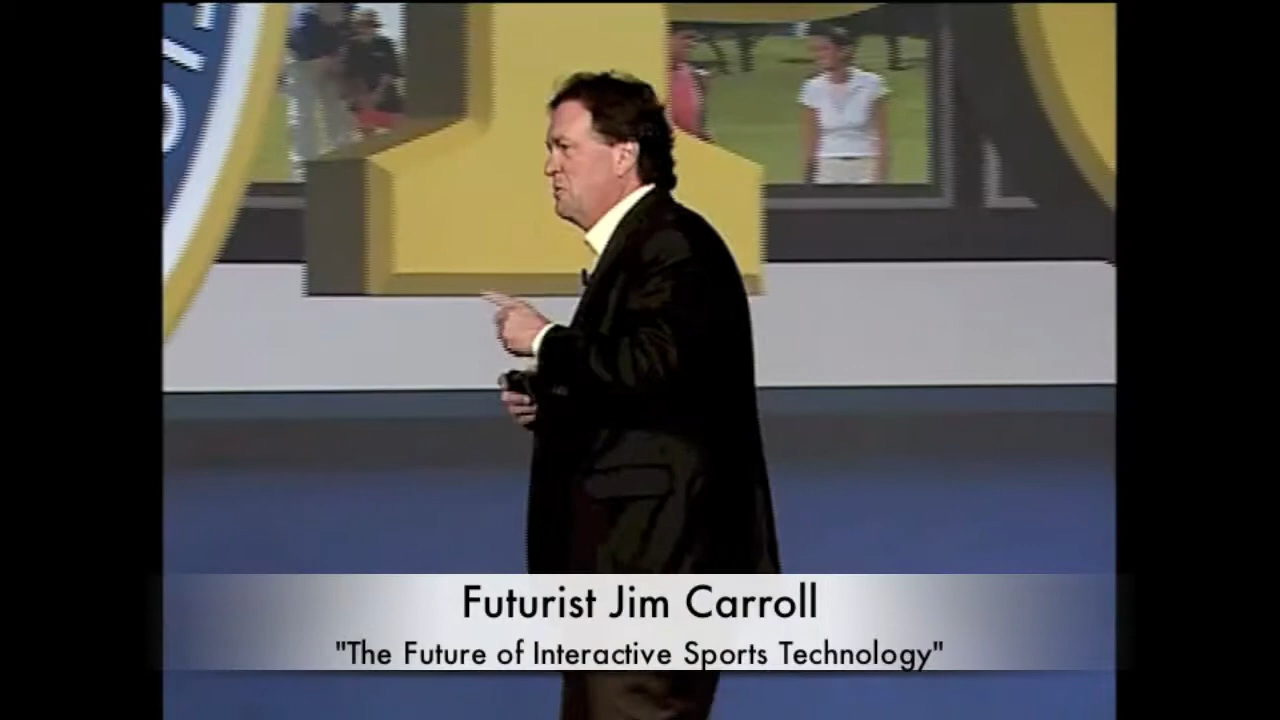 Futurist Jim Carroll
"The Future of Interactive Sports Technology"